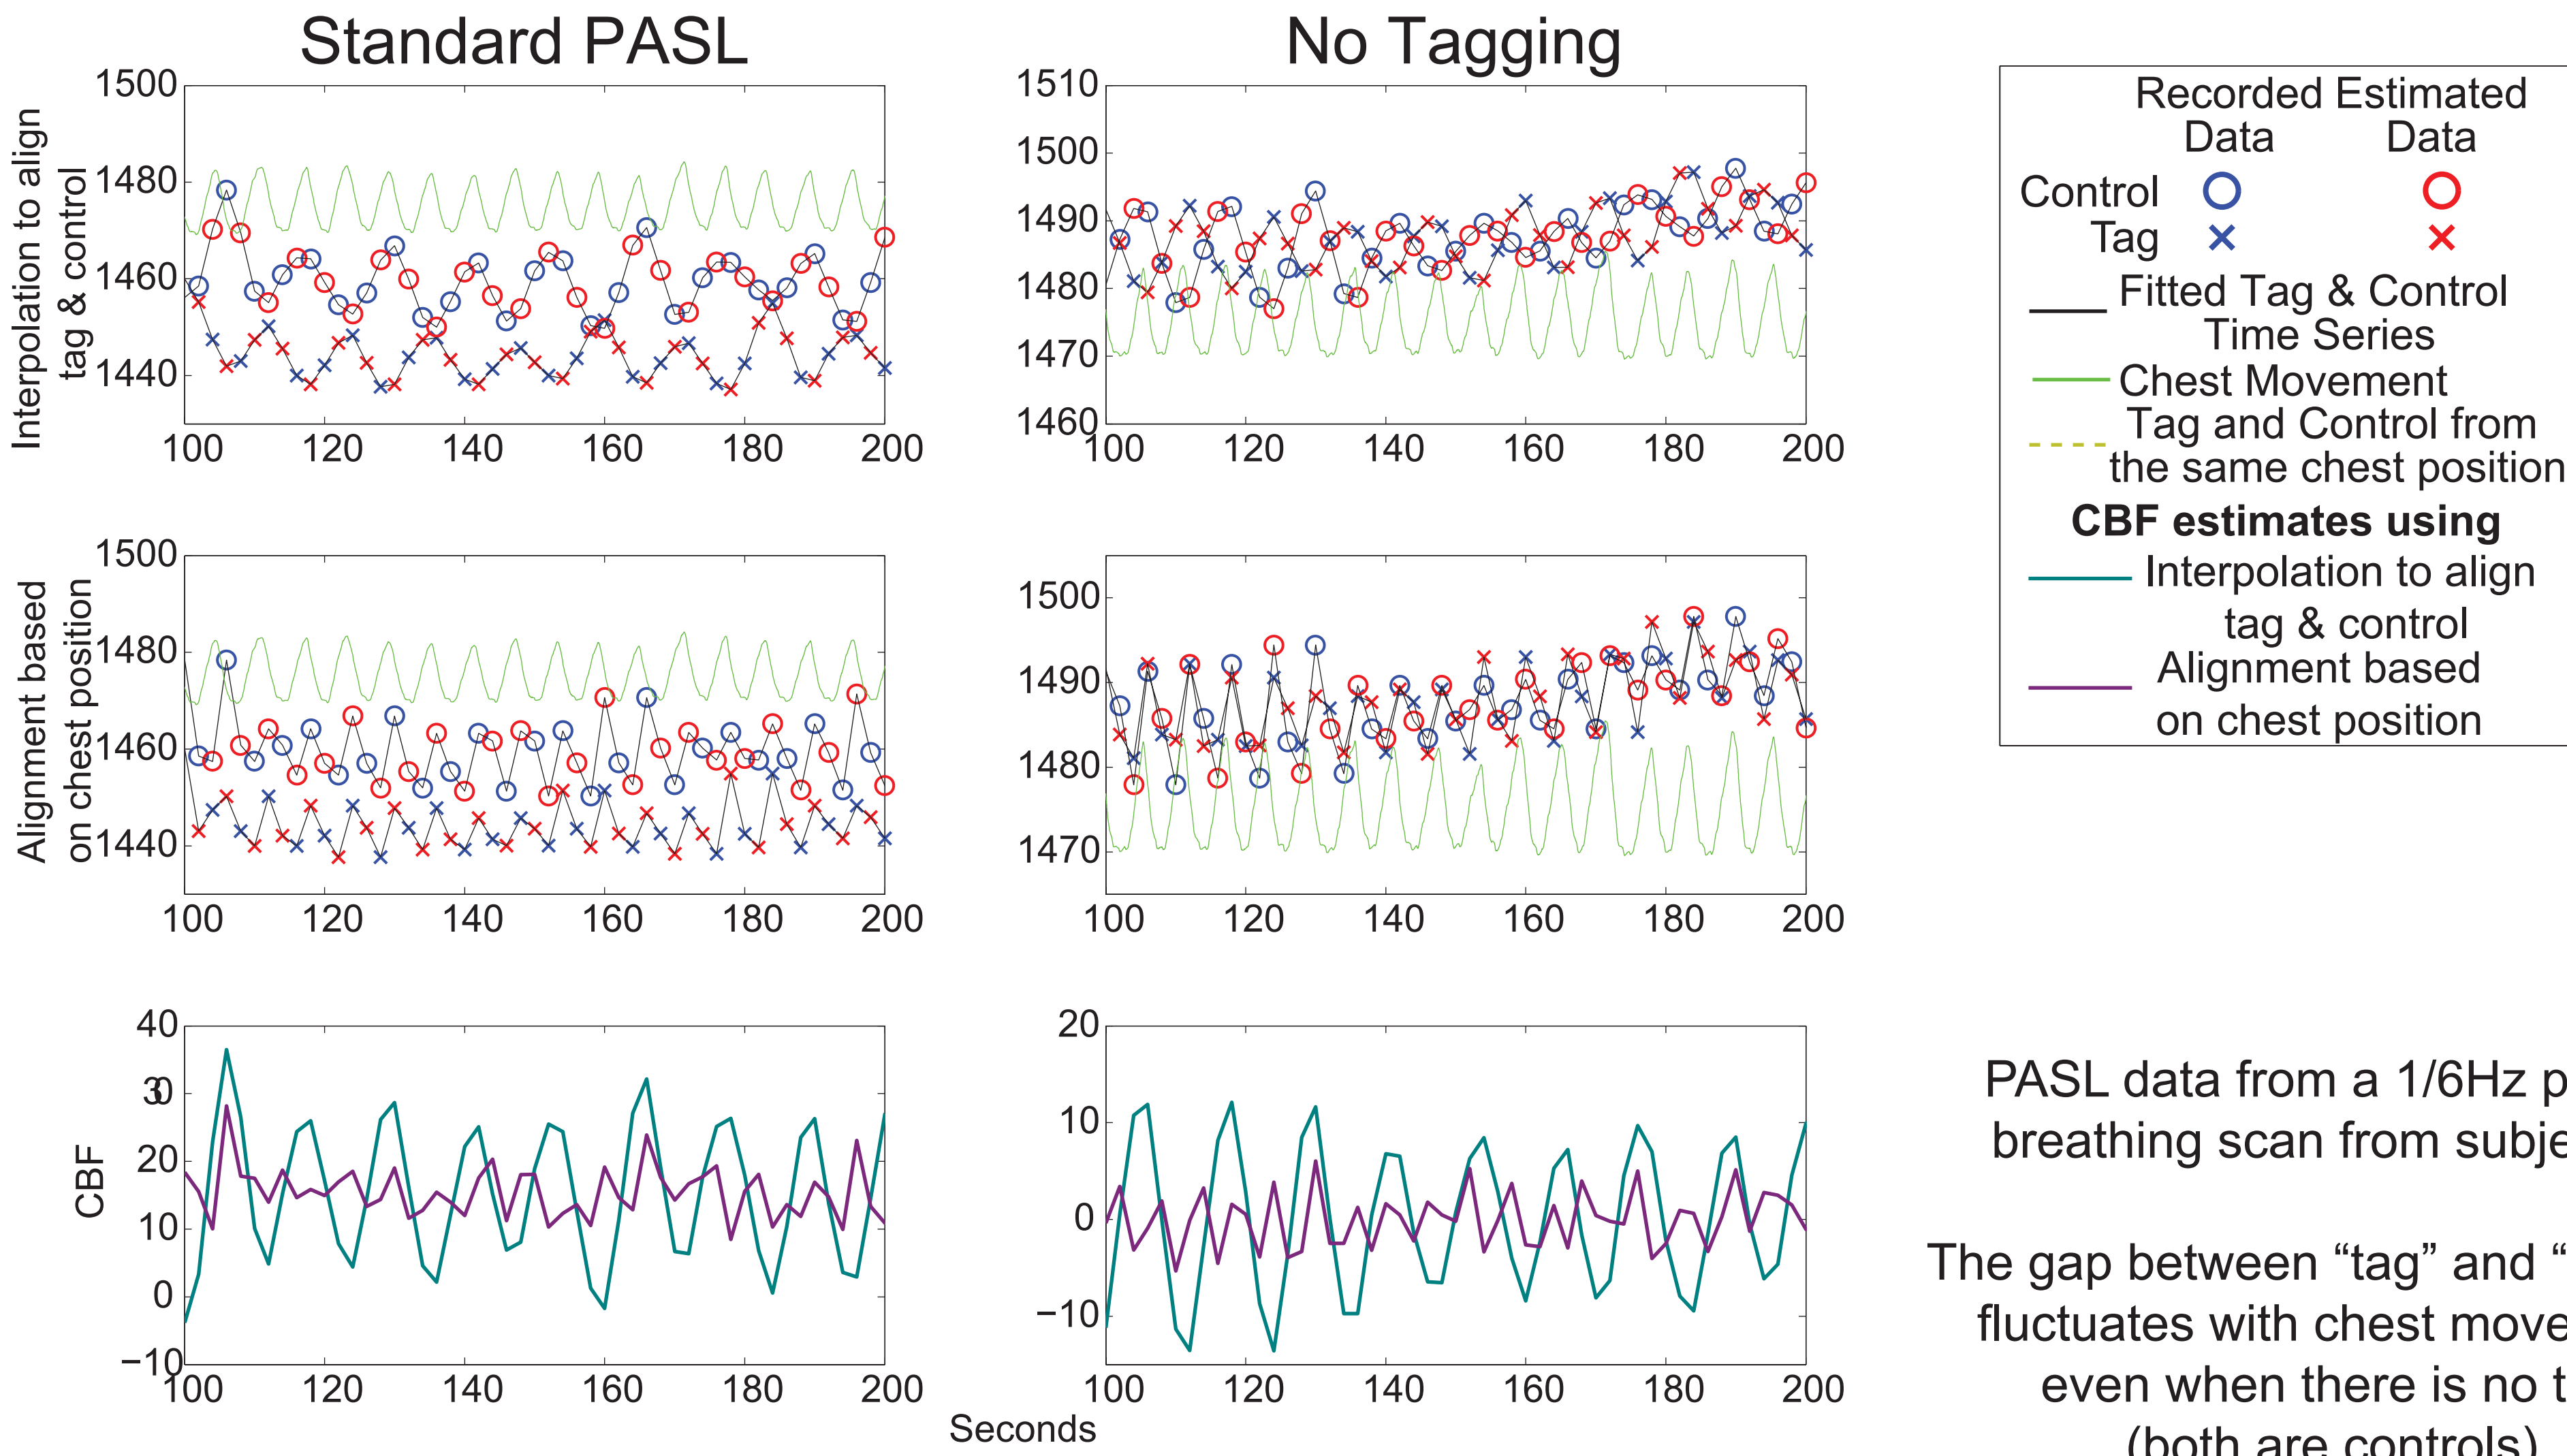 Standard PASL
No Tagging
Interpolation to align
tag & control
1500
1480
1460
1440
100 120 140 160 180 200
1510
1500
1490
1480
1470
1460
100 120 140 160 180 200
Alignment based
on chest position
1500
1480
1460
1440
100 120 140 160 180 200
1500
1490
1480
1470
100 120 140 160 180 200
CBF
40
30
20
10
0
−10
100 120 140 160 180 200
20
10
0
−10
100 120 140 160 180 200
Seconds
Recorded Estimated
Data Data
Control
Tag
Fitted Tag & Control
Time Series
Chest Movement
Tag and Control from
the same chest position
CBF estimates using
Interpolation to align
tag & control
Alignment based
on chest position
PASL data from a 1/6Hz p
breathing scan from subje
The gap between “tag” and “
fluctuates with chest move
even when there is no t
(both are controls)